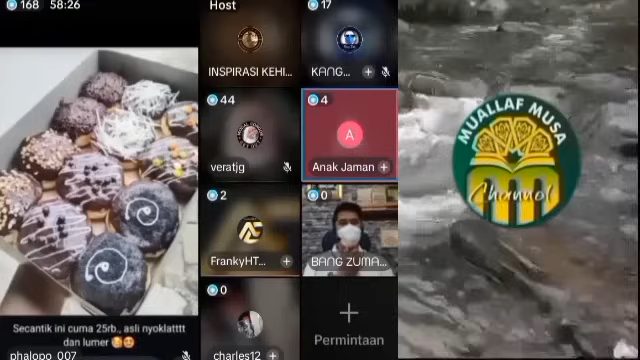 168 58:26
Host
17
INSPIRASI KEHI...
KANG...
44
4
A
veratjg
Anak Jaman
2
0
FrankyHT...
BANG ZUMA...
0
charles12
Permintaan
Secantik ini cuma 25rb., asli nyoklatttt
dan lumer
phalopo_007
MUALLAF MUSA
Channel